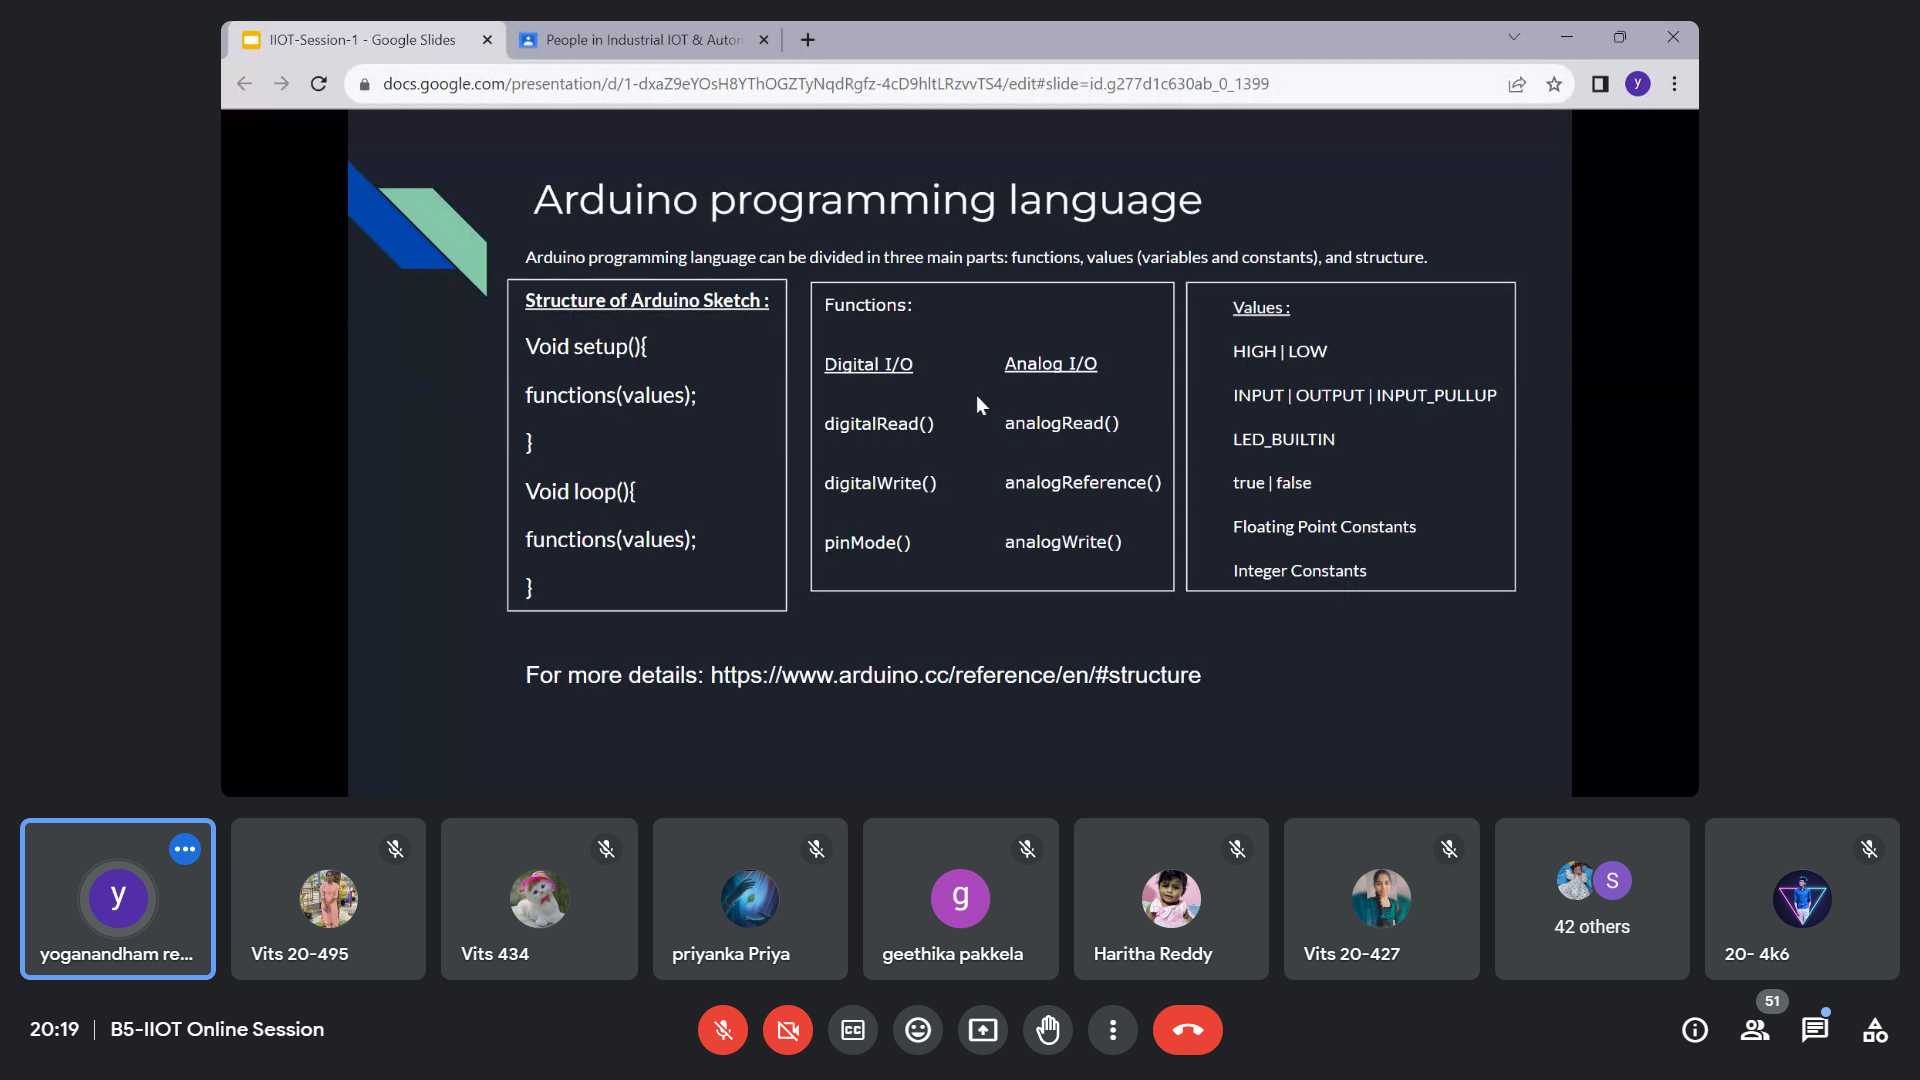 IIOT-Session-1 - Google Slides
People in Industrial IOT & Auton
docs.google.com/presentation/d/1-dxaZ9eYOsH8YThOGZTyNqdRgfz-4cD9hltLRzvvTS4/edit#slide=id.g277d1c630ab_0_1399
y
Arduino programming language
Arduino programming language can be divided in three main parts: functions, values (variables and constants), and structure.
Structure of Arduino Sketch :
Void setup(){
functions(values);
}
Void loop(){
functions(values);
}
Functions:
Digital I/O
Analog I/O
digitalRead()
analogRead()
digitalWrite()
analogReference()
pinMode()
analogWrite()
Values :
HIGH | LOW
INPUT | OUTPUT | INPUT_PULLUP
LED_BUILTIN
true | false
Floating Point Constants
Integer Constants
For more details: https://www.arduino.cc/reference/en/#structure
y
yoganandham re...
Vits 20-495
Vits 434
priyanka Priya
g
geethika pakkela
Haritha Reddy
Vits 20-427
S
42 others
20- 4k6
20:19
B5-IIOT Online Session
CC
51